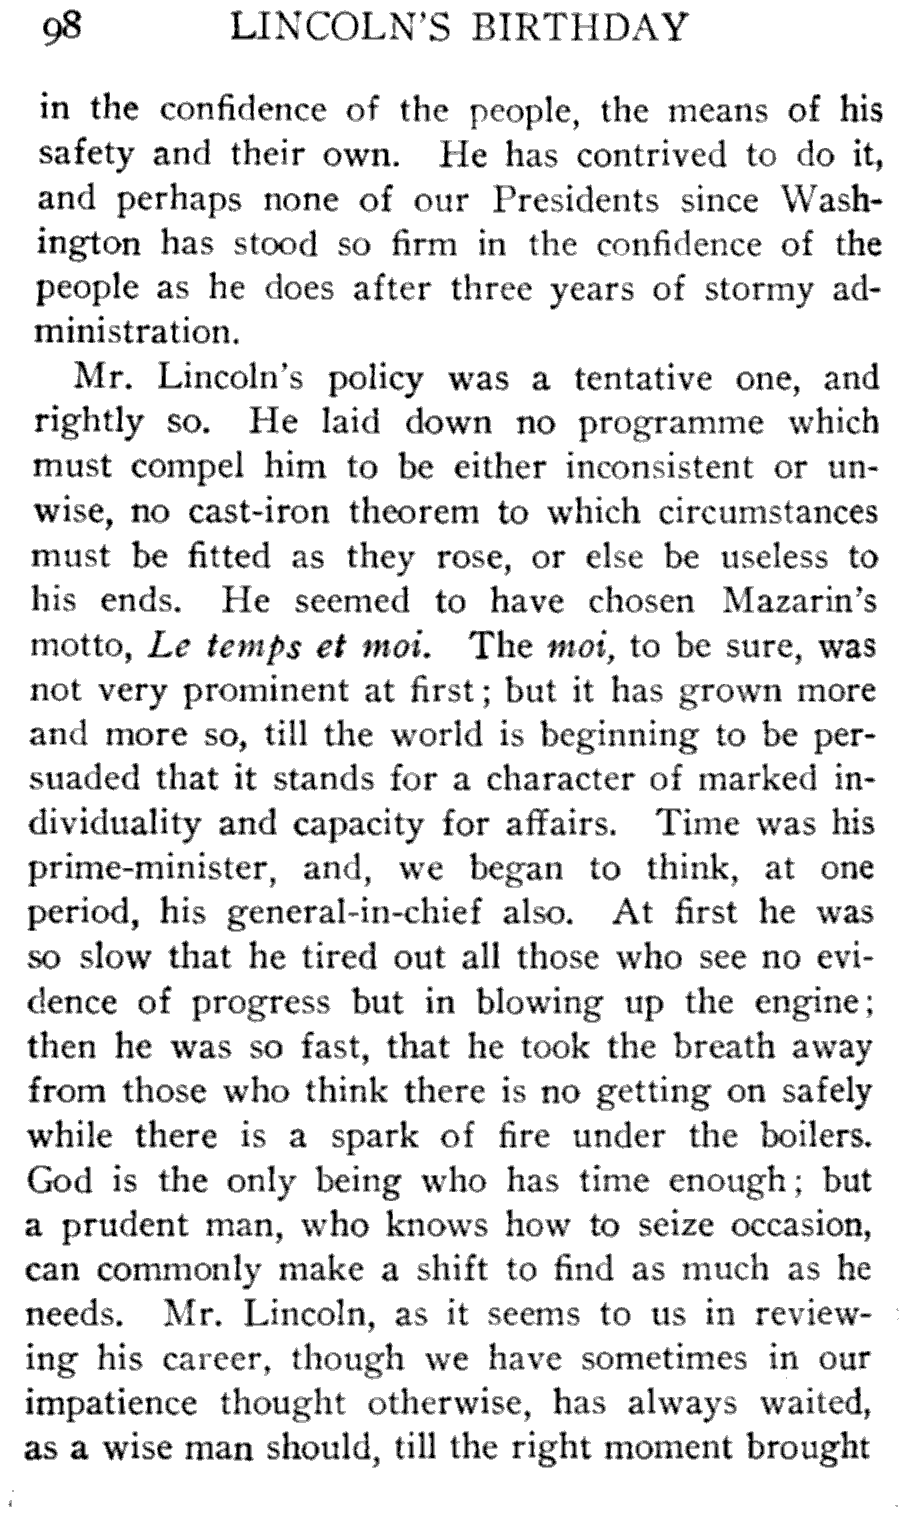 98 LINCOLN'S BIRTHDAY
in the confidence of the people, the means of his
safety and their own. He has contrived to do it,
and perhaps none of our Presidents since Wash-
ington has stood so firm in the confidence of the
people as he does after three years of stormy ad-
ministration.
Mr. Lincoln's policy was a tentative one, and
rightly so. He laid down no programme which
must compel him to be either inconsistent or un-
wise, no cast-iron theorem to which circumstances
must be fitted as they rose, or else be useless to
his ends. He seemed to have chosen Mazarin's
motto, Le temps et moi. The moi, to be sure, was
not very prominent at first; but it has grown more
and more so, till the world is beginning to be per-
suaded that it stands for a character of marked in-
dividuality and capacity for affairs. Time was his
prime-minister, and, we began to think, at one
period, his general-in-chief also. At first he was
so slow that he tired out all those who see no evi-
dence of progress but in blowing up the engine;
then he was so fast, that he took the breath away
from those who think there is no getting on safely
while there is a spark of fire under the boilers.
God is the only being who has time enough; but
a prudent man, who knows how to seize occasion,
can commonly make a shift to find as much as he
needs. Mr. Lincoln, as it seems to us in review-
ing his career, though we have sometimes in our
impatience thought otherwise, has always waited,
as a wise man should, till the right moment brought